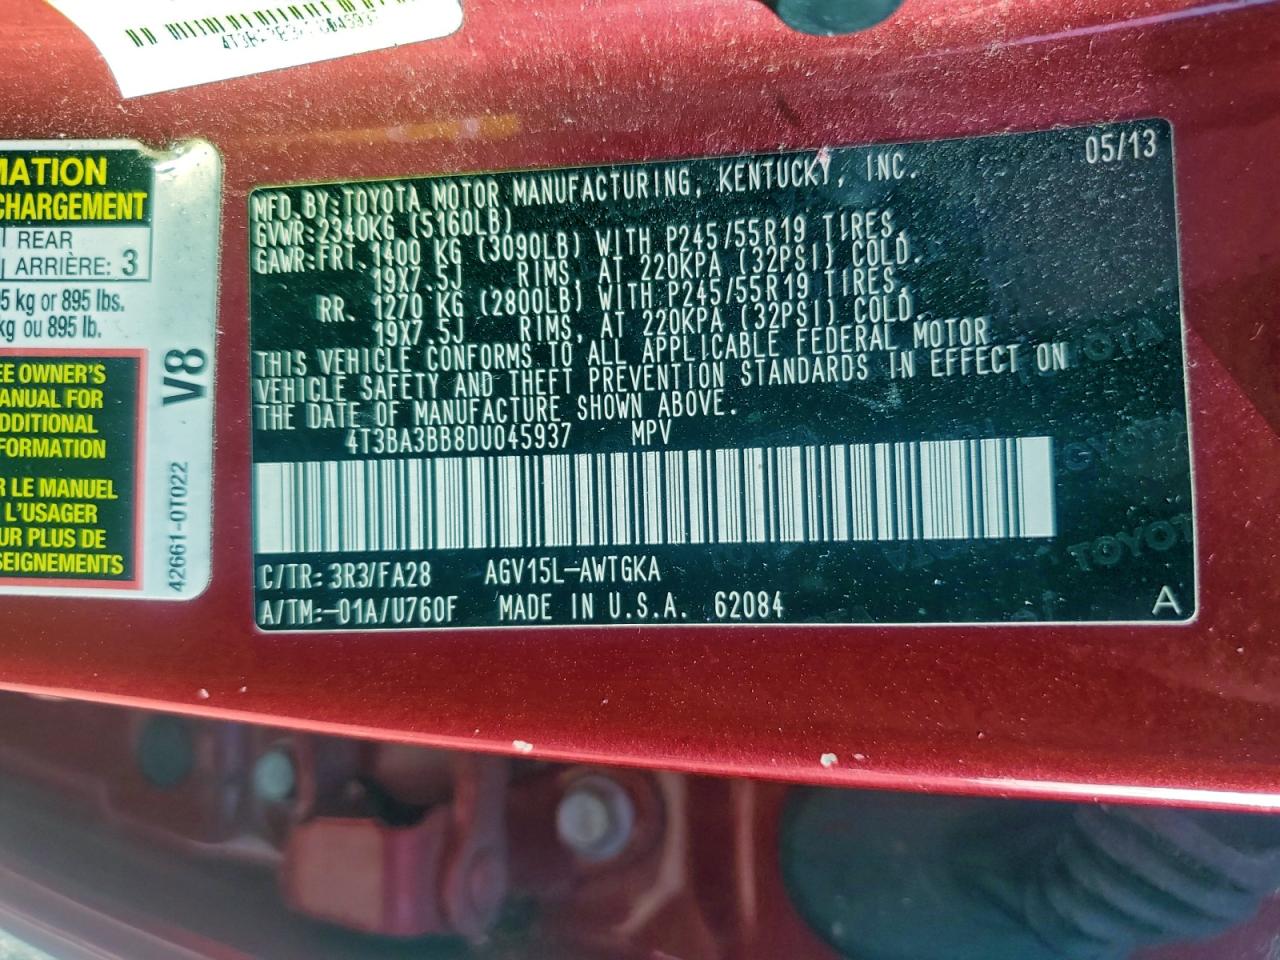 MATION
CHARGEMENT
REAR
ARRIÈRE: 3
5 kg or 895 lbs.
kg ou 895 lb.
EE OWNER'S
ANUAL FOR
DDITIONAL
FORMATION
R LE MANUEL
L'USAGER
UR PLUS DE
SEIGNEMENTS
V8
42661-0T022
05/13
MFD.BY:TOYOTA MOTOR MANUFACTURING, KENTUCKY, INC.
GVWR:2340KG (5160LB)
GAWR:FRT. 1400 KG (3090LB) WITH P245/55R19 TIRES,
19X7.5J RIMS, AT 220KPA (32PSI) COLD.
RR. 1270 KG (2800LB) WITH P245/55R19 TIRES,
19X7.5J RIMS, AT 220KPA (32PSI) COLD.
THIS VEHICLE CONFORMS TO ALL APPLICABLE FEDERAL MOTOR
VEHICLE SAFETY AND THEFT PREVENTION STANDARDS IN EFFECT ON
THE DATE OF MANUFACTURE SHOWN ABOVE.
4T3BA3BB8DU045937 MPV
C/TR: 3R3/FA28 AGV15L-AWTGKA
A/TM:-01A/U760F MADE IN U.S.A. 62084
A
TOYOTA
TOYOTA
TOYOT